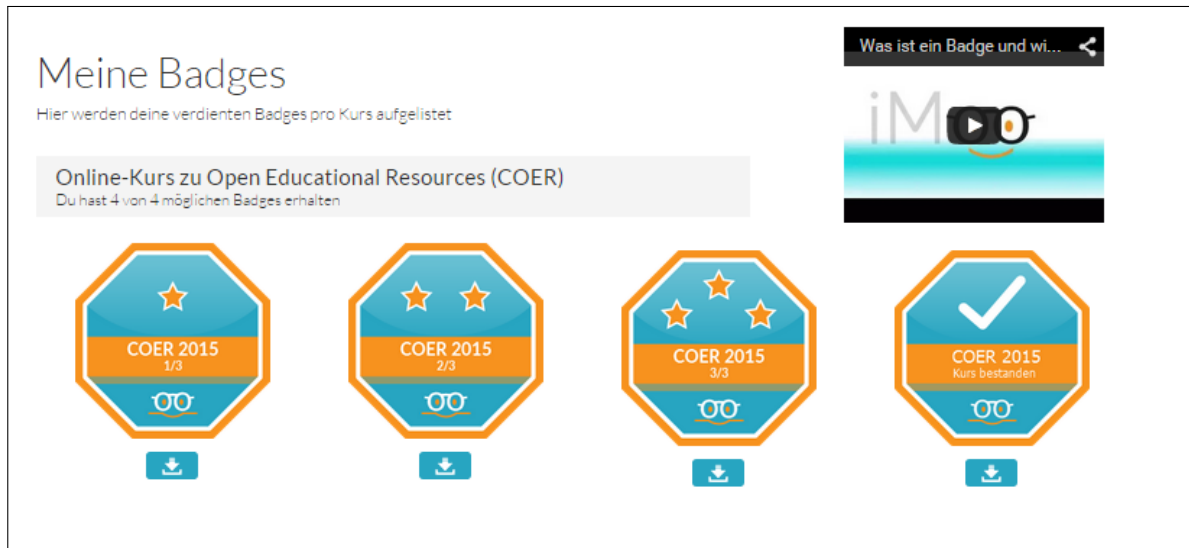 Meine Badges
Hier werden deine verdienten Badges pro Kurs aufgelistet
Was ist ein Badge und wi...
iMoo
Online-Kurs zu Open Educational Resources (COER)
Du hast 4 von 4 möglichen Badges erhalten
COER 2015
1/3
COER 2015
2/3
COER 2015
3/3
COER 2015
Kurs bestanden